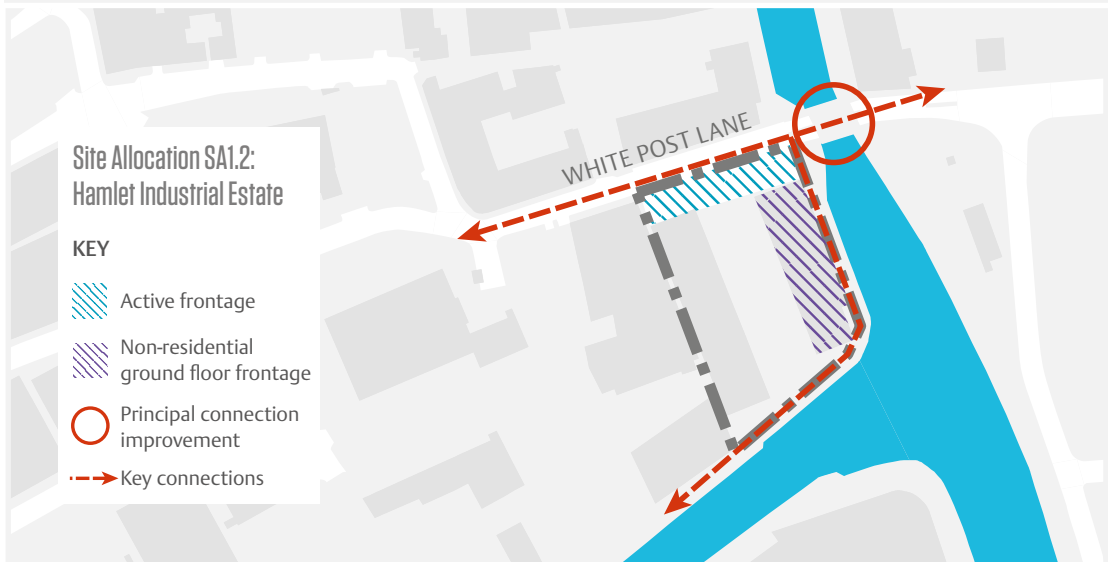 Site Allocation SA1.2:
Hamlet Industrial Estate
KEY
Active frontage
Non-residential
ground floor frontage
Principal connection
improvement
Key connections
WHITE POST LANE